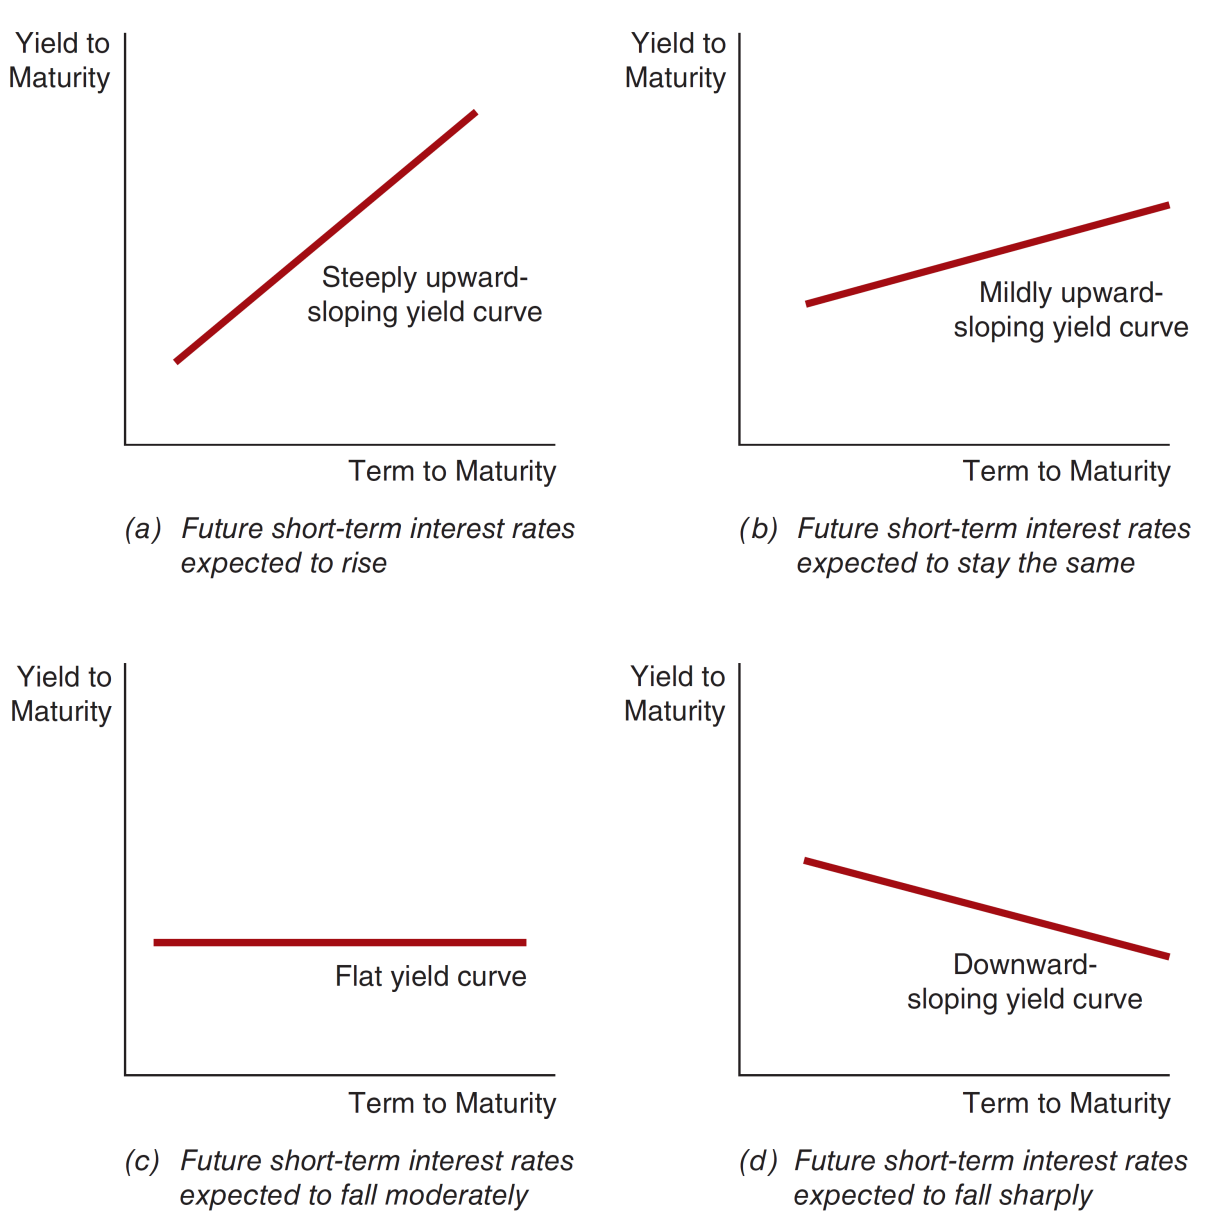 Yield to
Maturity
Steeply upward-
sloping yield curve
Term to Maturity
(a) Future short-term interest rates
expected to rise
Yield to
Maturity
Mildly upward-
sloping yield curve
Term to Maturity
(b) Future short-term interest rates
expected to stay the same
Yield to
Maturity
Flat yield curve
Term to Maturity
(c) Future short-term interest rates
expected to fall moderately
Yield to
Maturity
Downward-
sloping yield curve
Term to Maturity
(d) Future short-term interest rates
expected to fall sharply